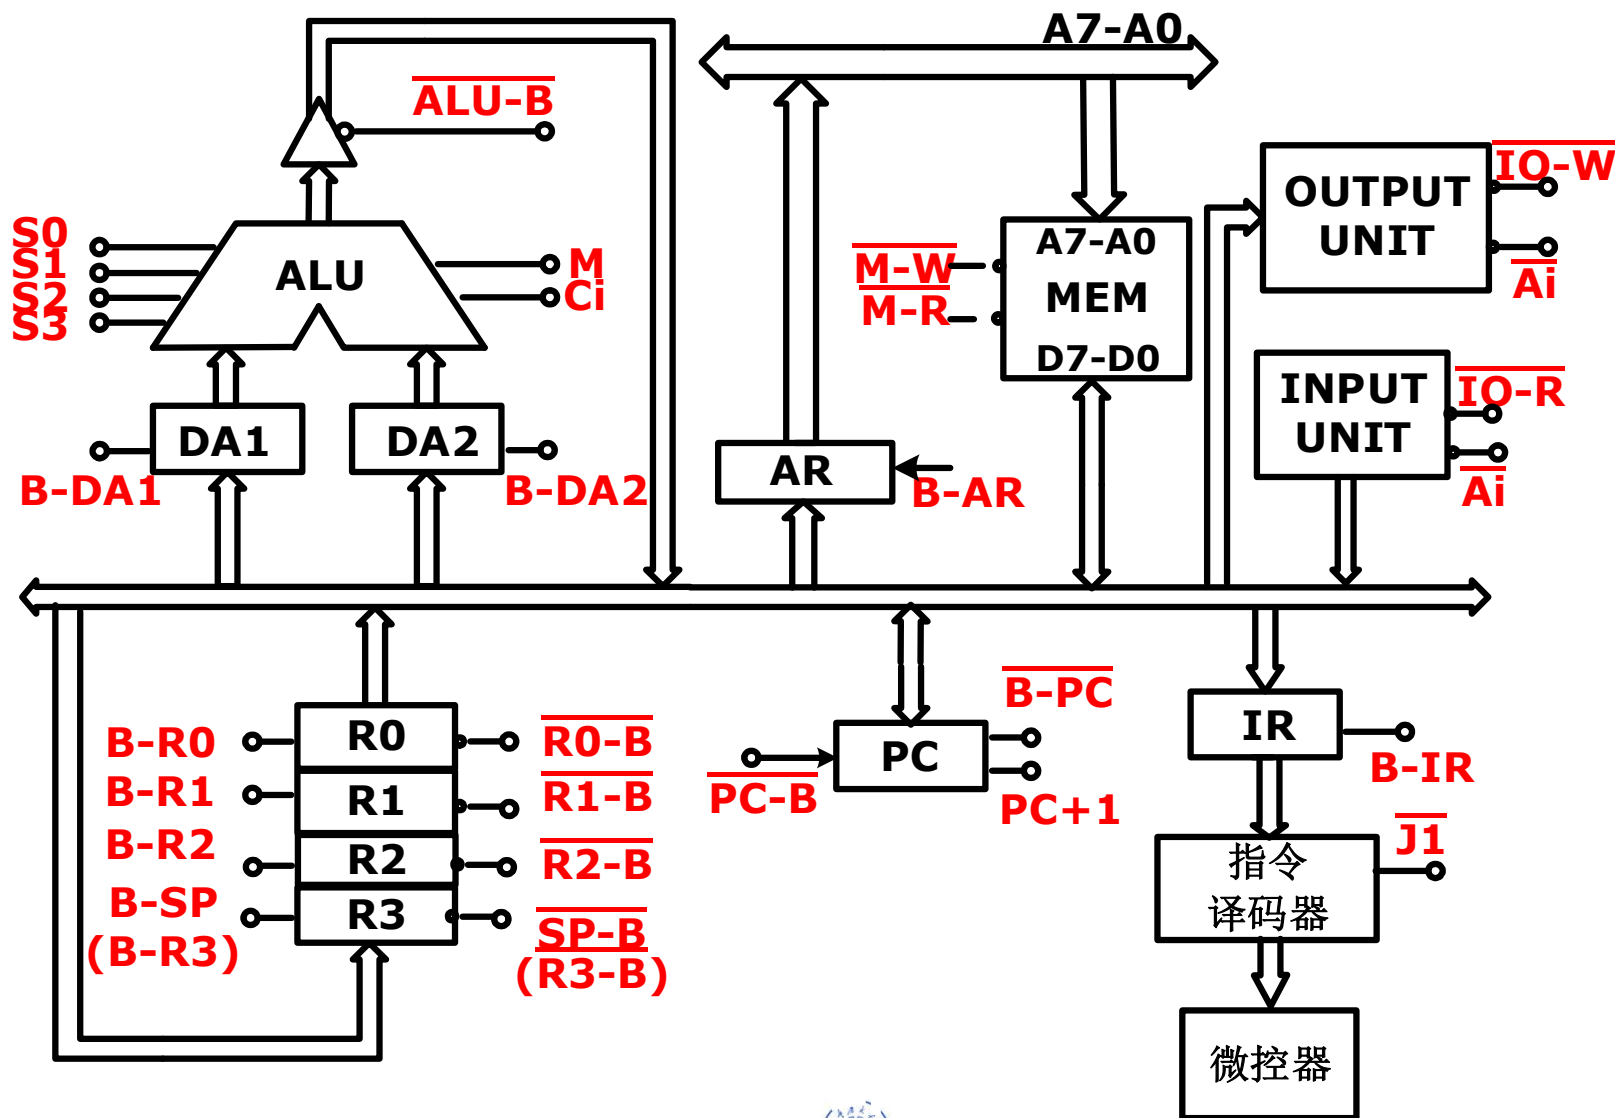 A7-A0
ALU-B
S0
S1
S2
S3
ALU
M
Ci
DA1
DA2
B-DA1
B-DA2
AR
B-AR
M-W
M-R
A7-A0
MEM
D7-D0
OUTPUT
UNIT
IO-W
Ai
INPUT
UNIT
IO-R
Ai
B-R0
B-R1
B-R2
B-SP
(B-R3)
R0
R1
R2
R3
R0-B
R1-B
R2-B
SP-B
(R3-B)
PC-B
PC
B-PC
PC+1
IR
B-IR
J1
指令
译码器
微控器